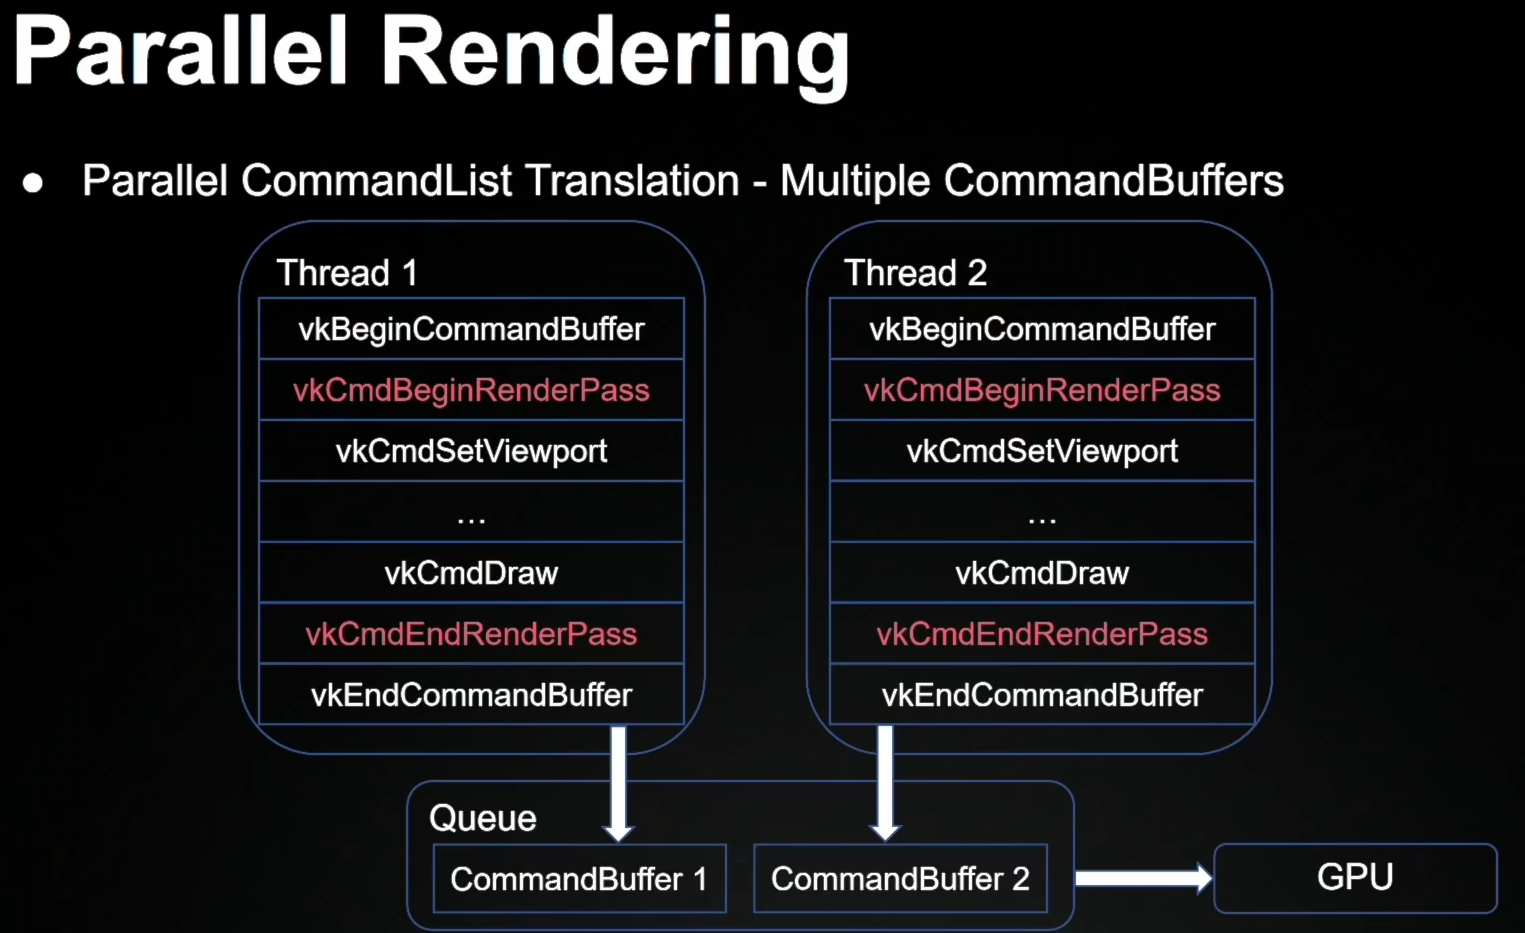 Parallel Rendering
● Parallel CommandList Translation - Multiple CommandBuffers
Thread 1
vkBeginCommandBuffer
vkCmdBeginRenderPass
vkCmdSetViewport
...
vkCmdDraw
vkCmdEndRenderPass
vkEndCommandBuffer
Thread 2
vkBeginCommandBuffer
vkCmdBeginRenderPass
vkCmdSetViewport
...
vkCmdDraw
vkCmdEndRenderPass
vkEndCommandBuffer
Queue
CommandBuffer 1
CommandBuffer 2
GPU